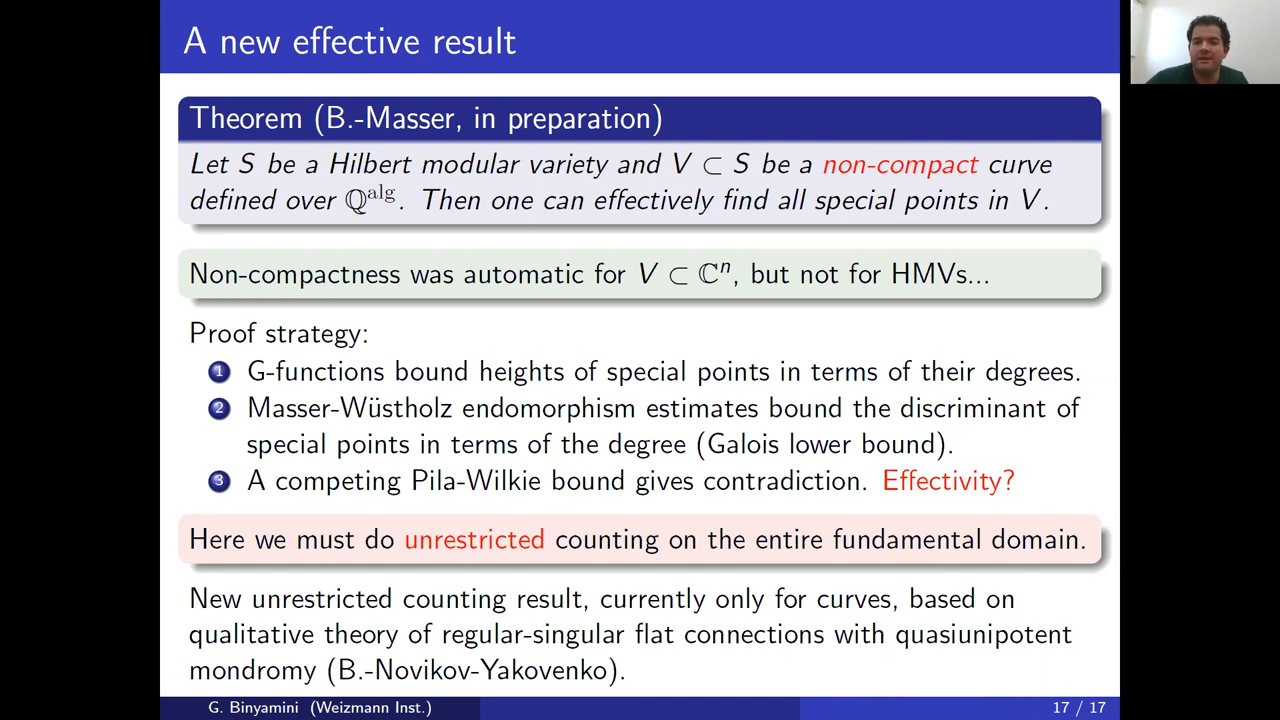 A new effective result
Theorem (B.-Masser, in preparation)
Let S be a Hilbert modular variety and V ⊂ S be a non-compact curve
defined over ℚ^alg. Then one can effectively find all special points in V.
Non-compactness was automatic for V ⊂ ℂⁿ, but not for HMVs...
Proof strategy:
1 G-functions bound heights of special points in terms of their degrees.
2 Masser-Wüstholz endomorphism estimates bound the discriminant of
special points in terms of the degree (Galois lower bound).
3 A competing Pila-Wilkie bound gives contradiction. Effectivity?
Here we must do unrestricted counting on the entire fundamental domain.
New unrestricted counting result, currently only for curves, based on
qualitative theory of regular-singular flat connections with quasiunipotent
mondromy (B.-Novikov-Yakovenko).
G. Binyamini (Weizmann Inst.) 17 / 17